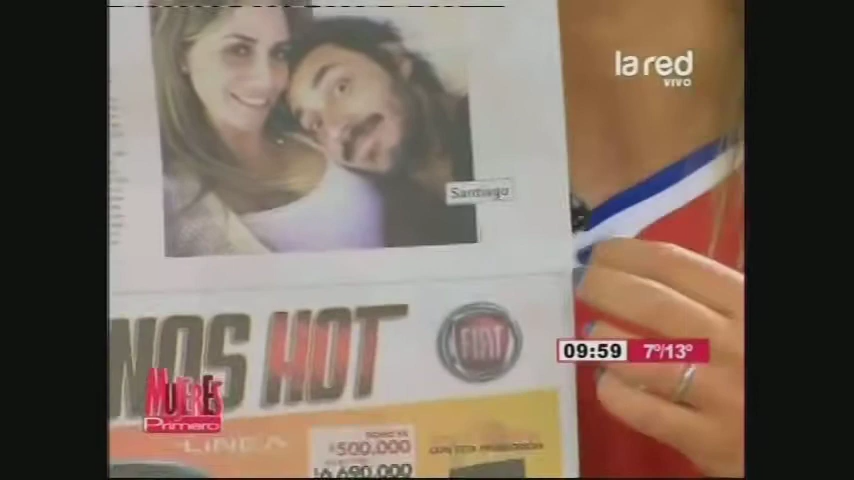 la red
VIVO
Santiago
NOS HOT
FIAT
09:59 7°/13°
MUJERES
Primero
LINEA
$500.000
$6.690.000